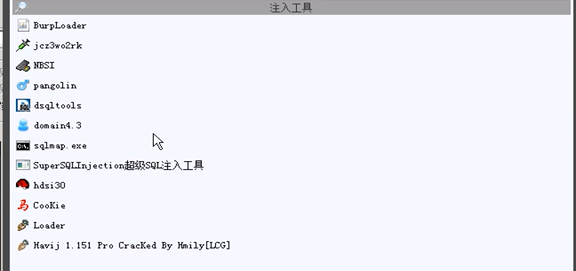 注入工具
BurpLoader
jcz3wo2rk
NBSI
pangolin
dsqltools
domain4.3
sqlmap.exe
SuperSQLInjection超级SQL注入工具
hdsi30
CooKie
Loader
Havij 1.151 Pro CracKed By Hmily[LCG]